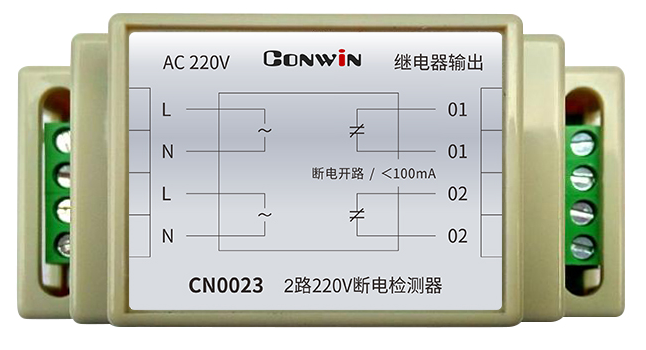 AC 220V CONWIN 继电器输出
L 01
N 01
断电开路 / <100mA
L 02
N 02
CN0023 2路220V断电检测器